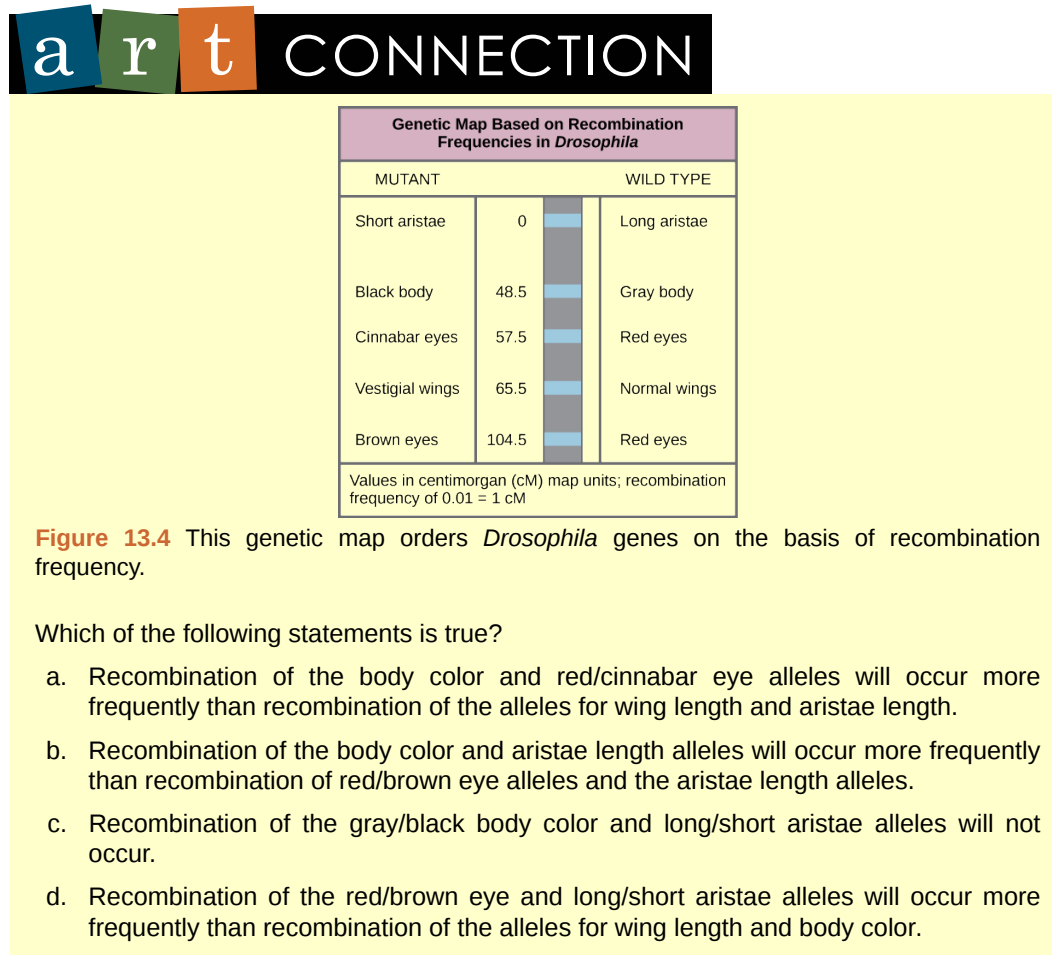 art CONNECTION
Genetic Map Based on Recombination
Frequencies in Drosophila
MUTANT WILD TYPE
Short aristae 0 Long aristae
Black body 48.5 Gray body
Cinnabar eyes 57.5 Red eyes
Vestigial wings 65.5 Normal wings
Brown eyes 104.5 Red eyes
Values in centimorgan (cM) map units; recombination
frequency of 0.01 = 1 cM
Figure 13.4 This genetic map orders Drosophila genes on the basis of recombination
frequency.
Which of the following statements is true?
a. Recombination of the body color and red/cinnabar eye alleles will occur more
frequently than recombination of the alleles for wing length and aristae length.
b. Recombination of the body color and aristae length alleles will occur more frequently
than recombination of red/brown eye alleles and the aristae length alleles.
c. Recombination of the gray/black body color and long/short aristae alleles will not
occur.
d. Recombination of the red/brown eye and long/short aristae alleles will occur more
frequently than recombination of the alleles for wing length and body color.